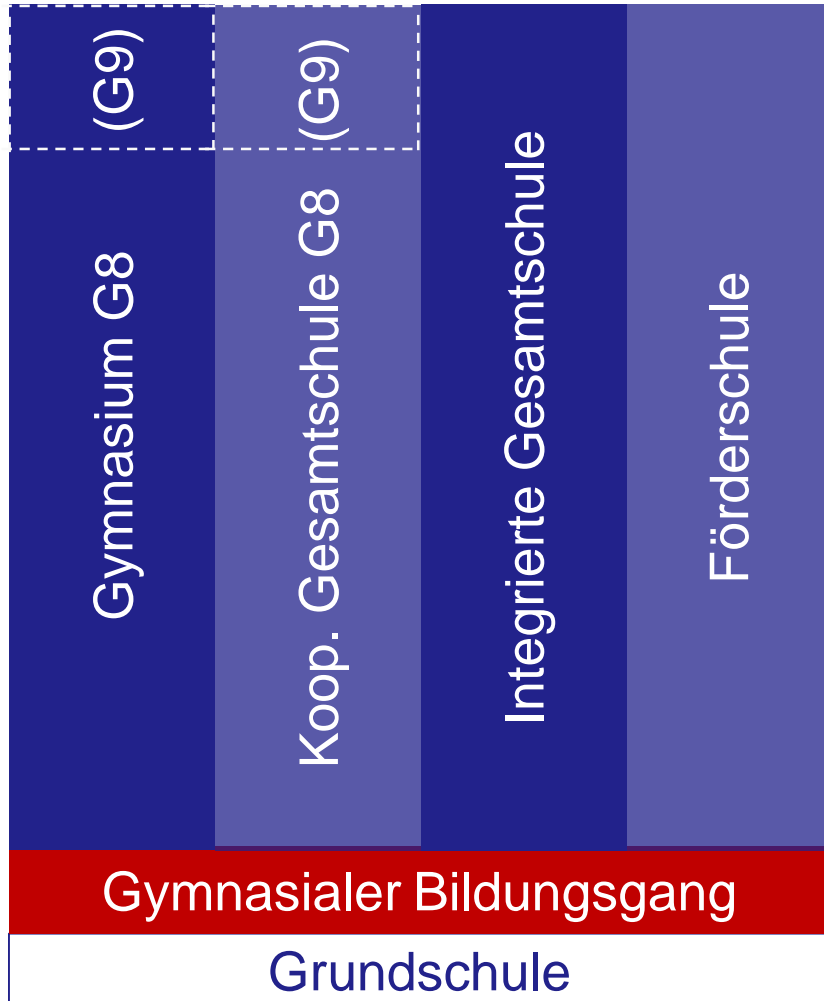 (G9)
(G9)
Gymnasium G8
Koop. Gesamtschule G8
Integrierte Gesamtschule
Förderschule
Gymnasialer Bildungsgang
Grundschule